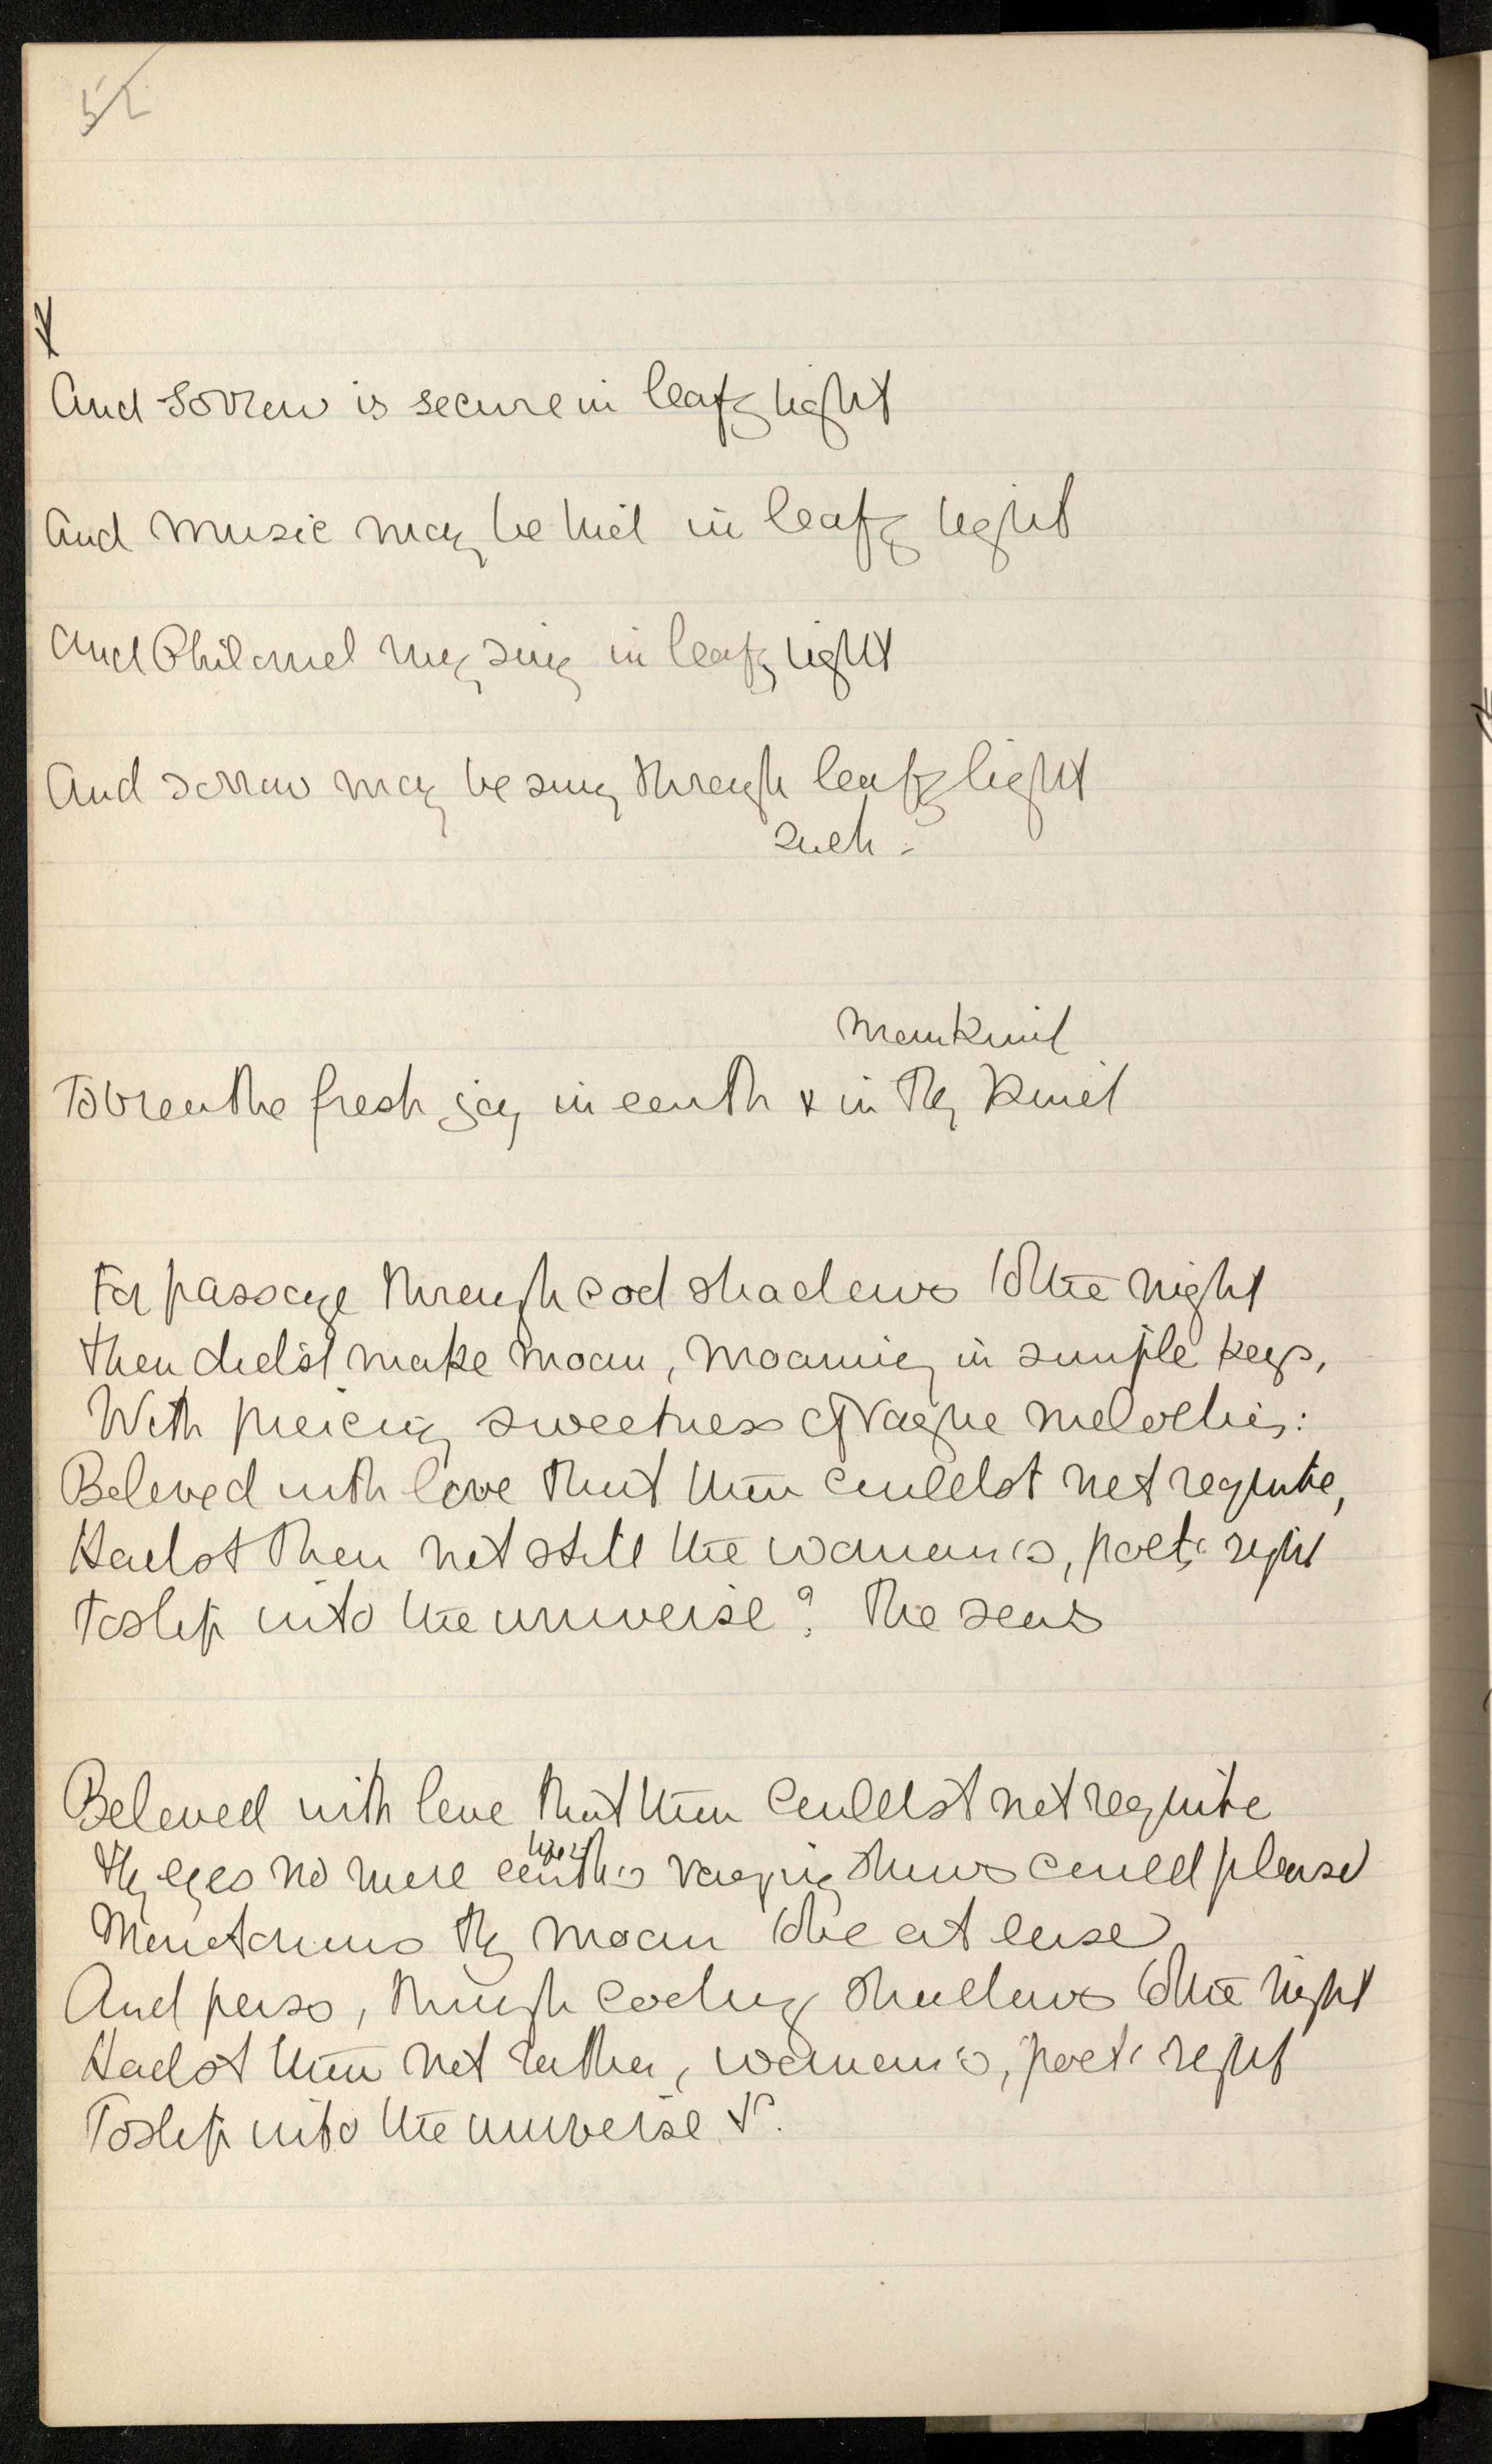 52
And sorrow is secure in leafy light
And music may be hid in leafy light
And Philomel may sing in leafy light
And sorrow may be sung through leafy light
such
mankind
To breathe fresh joy in earth & in thy kind
For passage through cool shadows to the night
Thou didst make moan, moaning in simple keys,
With piercing sweetness of vague melodies:
Beloved with love that thou couldst not requite,
Hadst thou not still the woman's, poet's right
To slip into the universe? The seas
Beloved with love that thou couldst not requite
Thy eyes no more earth's varying shows could please
life's
Monotonous thy moan to be at ease
And pass, through cooling shadows to the night
Hadst thou not rather, woman's, poet's right
To slip into the universe &c.